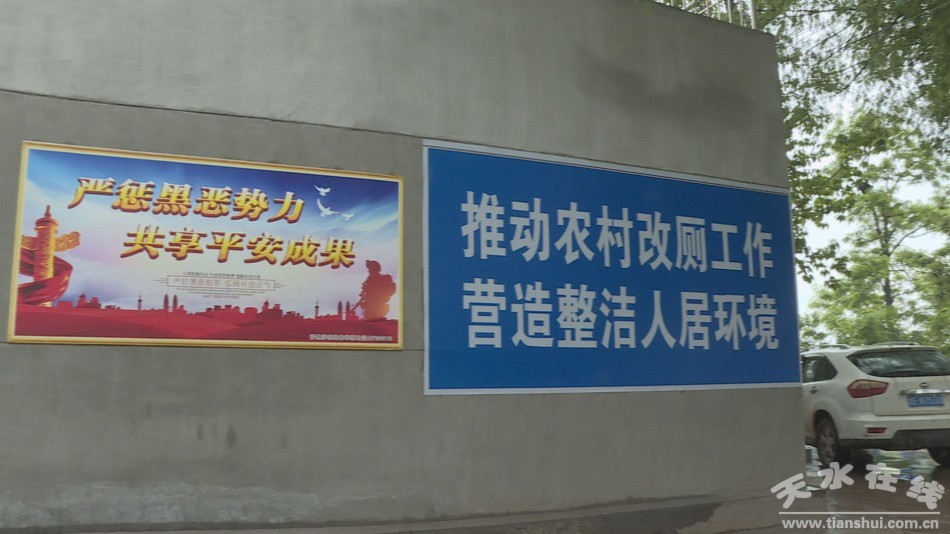 严惩黑恶势力
共享平安成果
推动农村改厕工作
营造整洁人居环境
天水在线
www.tianshui.com.cn